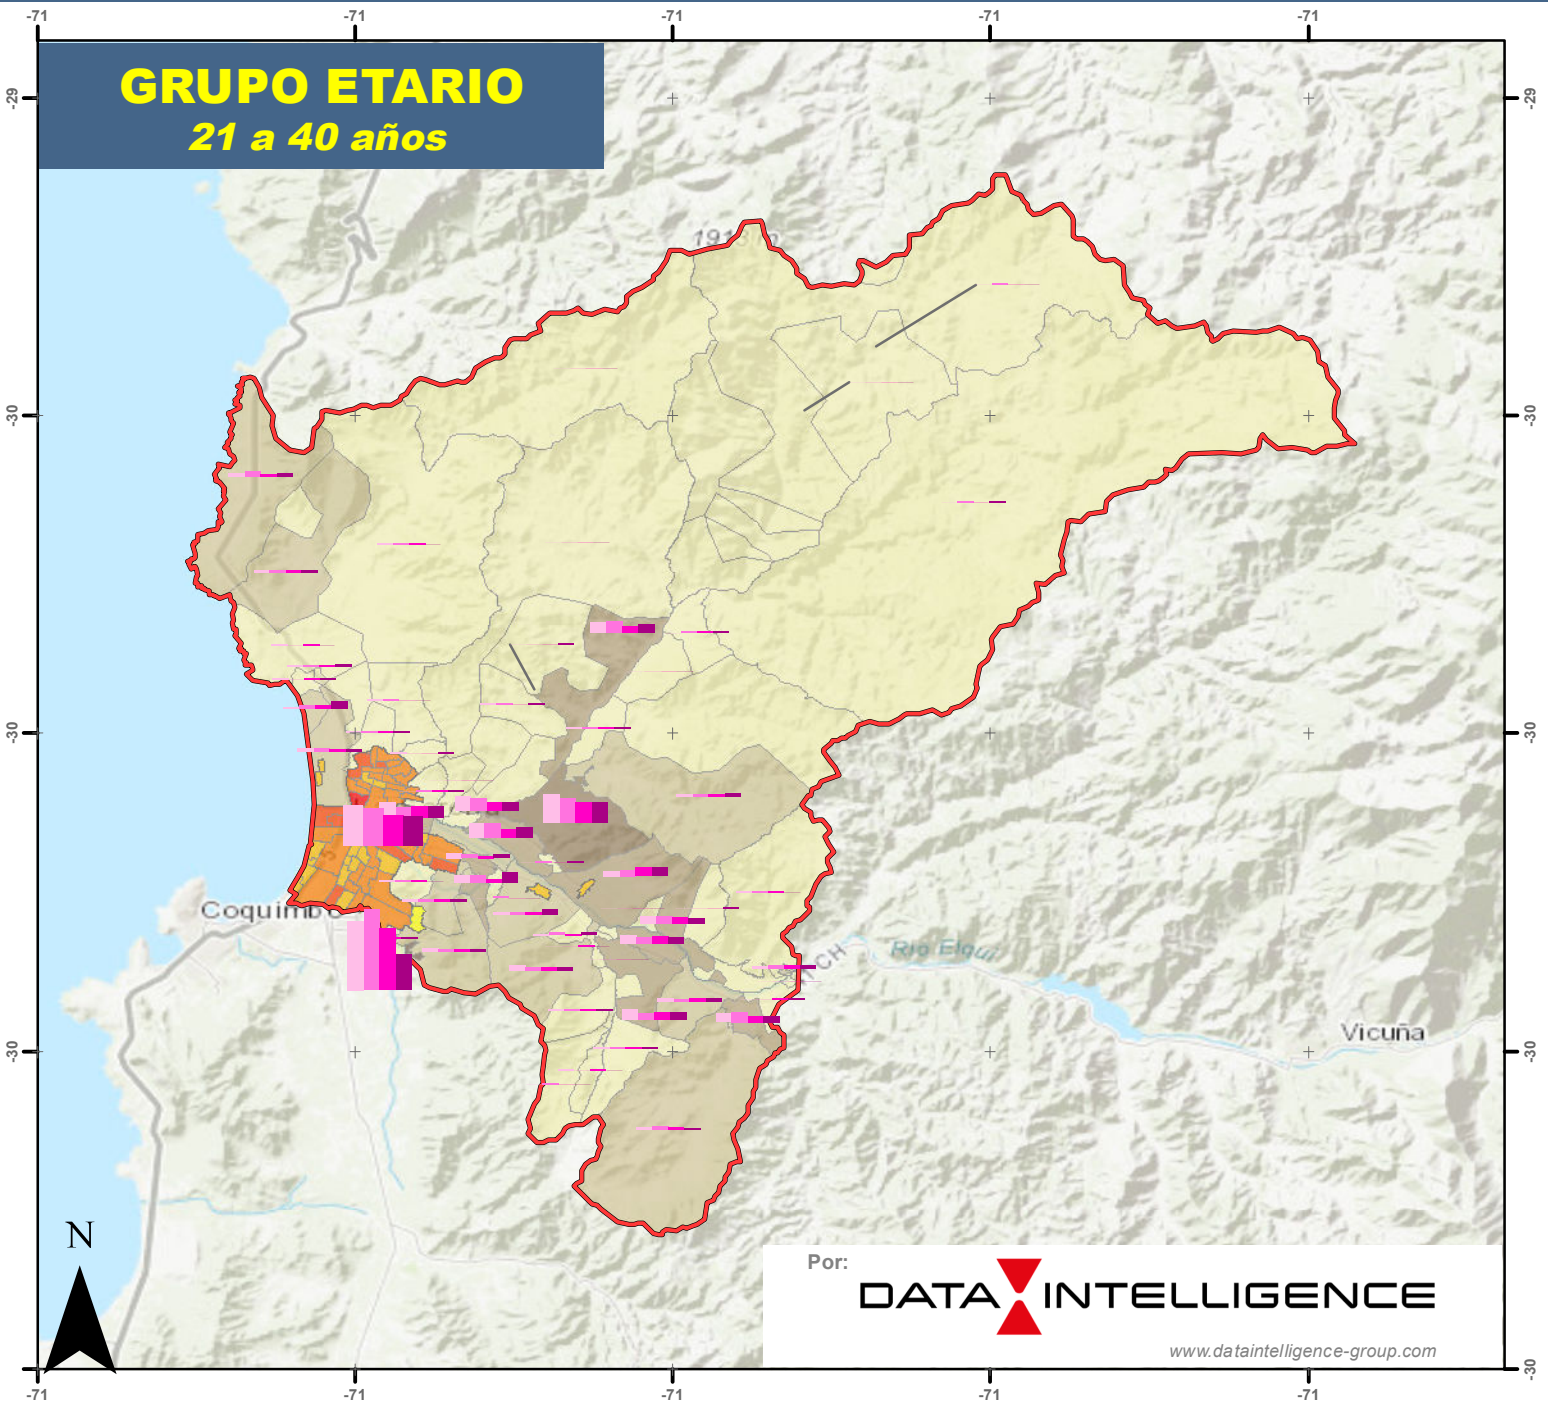 -71 -71 -71 -71 -71
GRUPO ETARIO
21 a 40 años
-29 -29
N
-30 -30
-30 -30
5
Coquimbo
Río Elqui
Vicuña
-30 -30
N
Por:
DATA INTELLIGENCE
www.dataintelligence-group.com
-30
-71 -71 -71 -71 -71